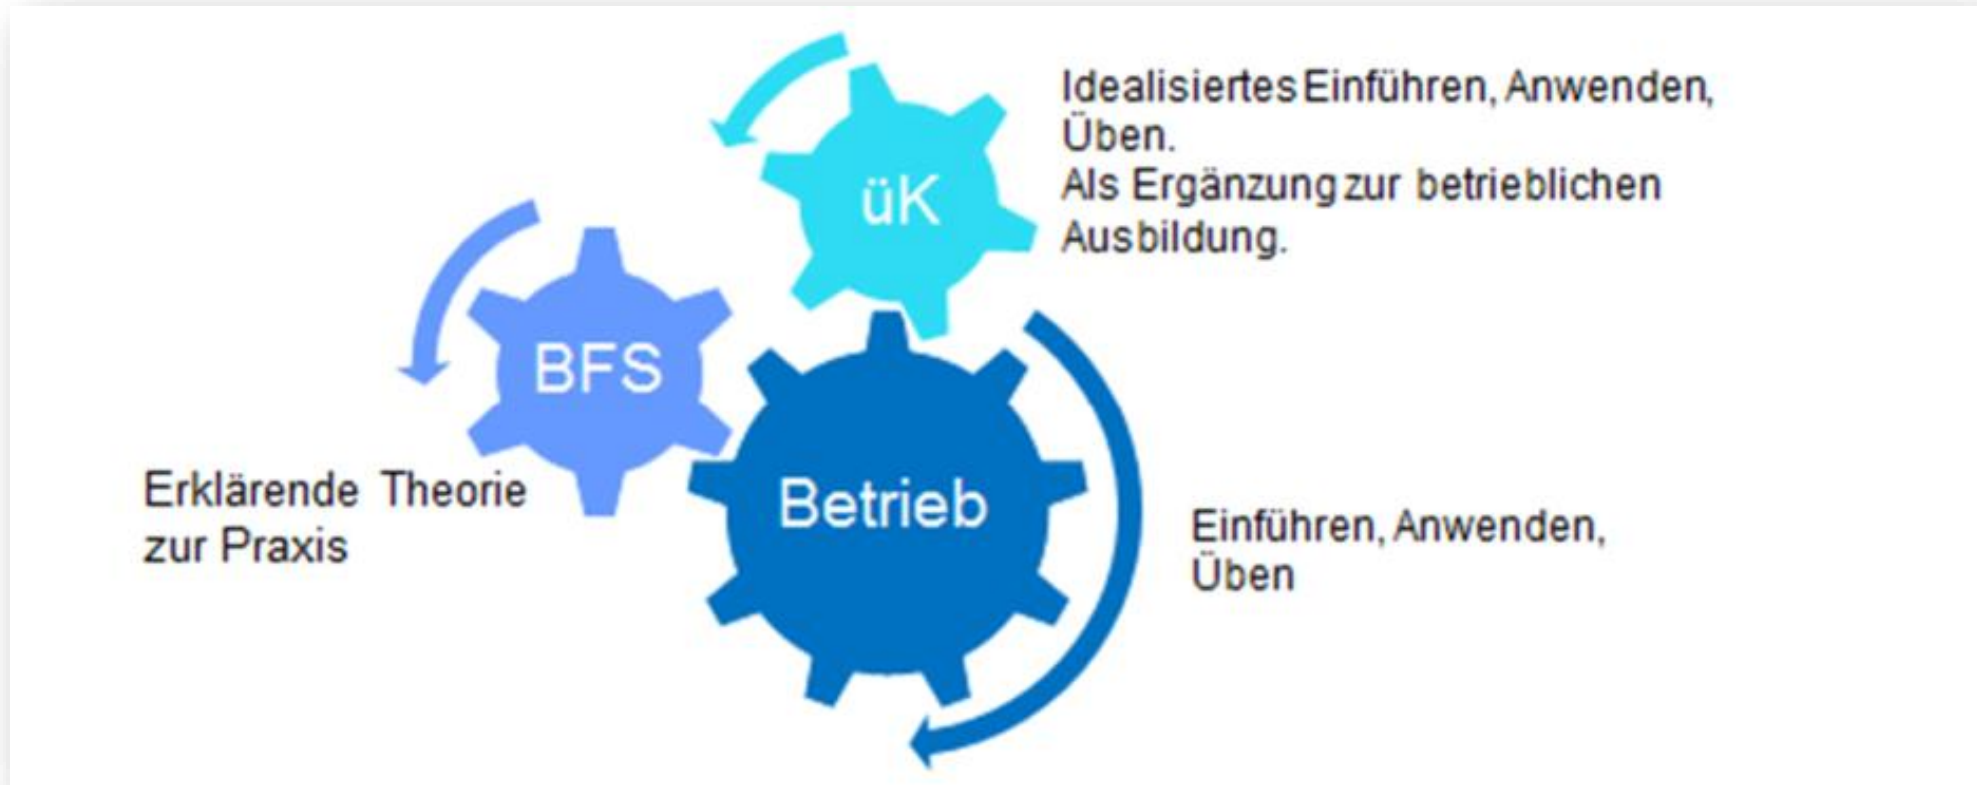 üK
Idealisiertes Einführen, Anwenden,
Üben.
Als Ergänzung zur betrieblichen
Ausbildung.
BFS
Erklärende Theorie
zur Praxis
Betrieb
Einführen, Anwenden,
Üben